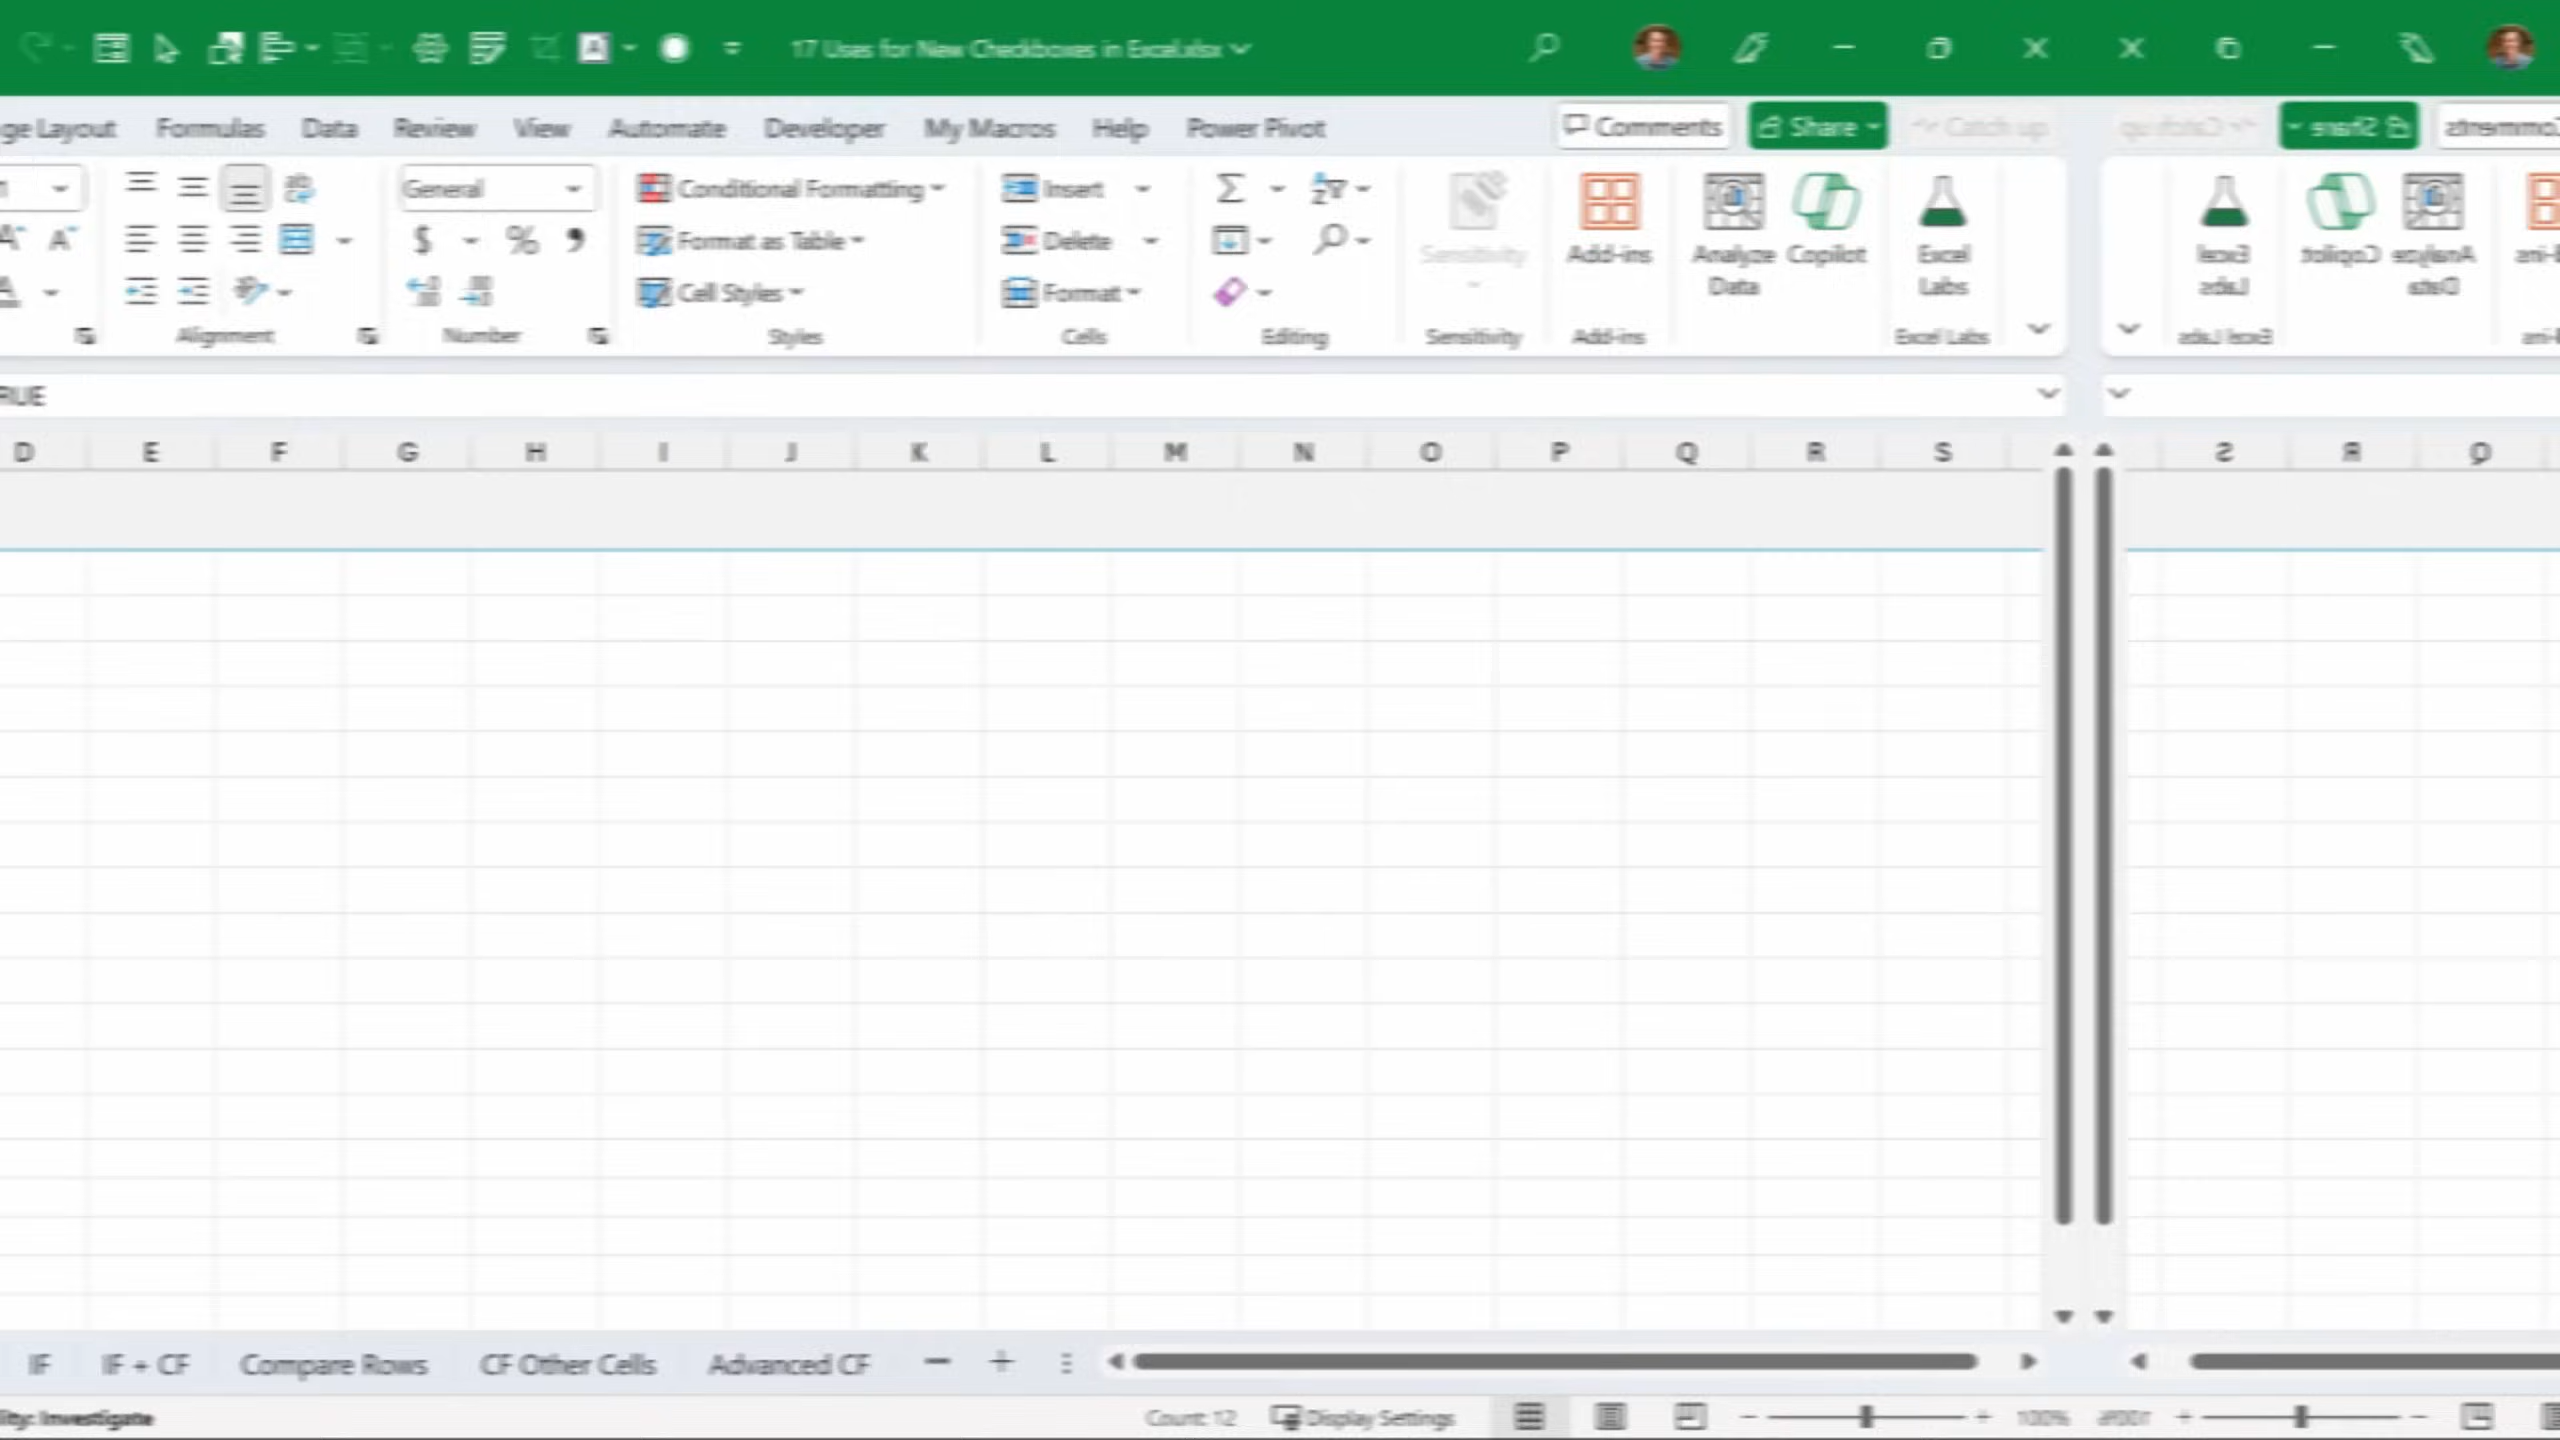 17 Uses for New Checkboxes in Excel.xlsx
ge Layout Formulas Data Review View Automate Developer My Macros Help Power Pivot Comments Share Catch up
General Conditional Formatting Insert
$ % Format as Table Delete Sensitivity Add-ins Analyze Data Copilot Excel Labs
Cell Styles Format
Alignment Number Styles Cells Editing Sensitivity Add-ins Excel Labs
RUE
D E F G H I J K L M N O P Q R S
IF IF + CF Compare Rows CF Other Cells Advanced CF
lity: Investigate Count: 12 Display Settings 100%